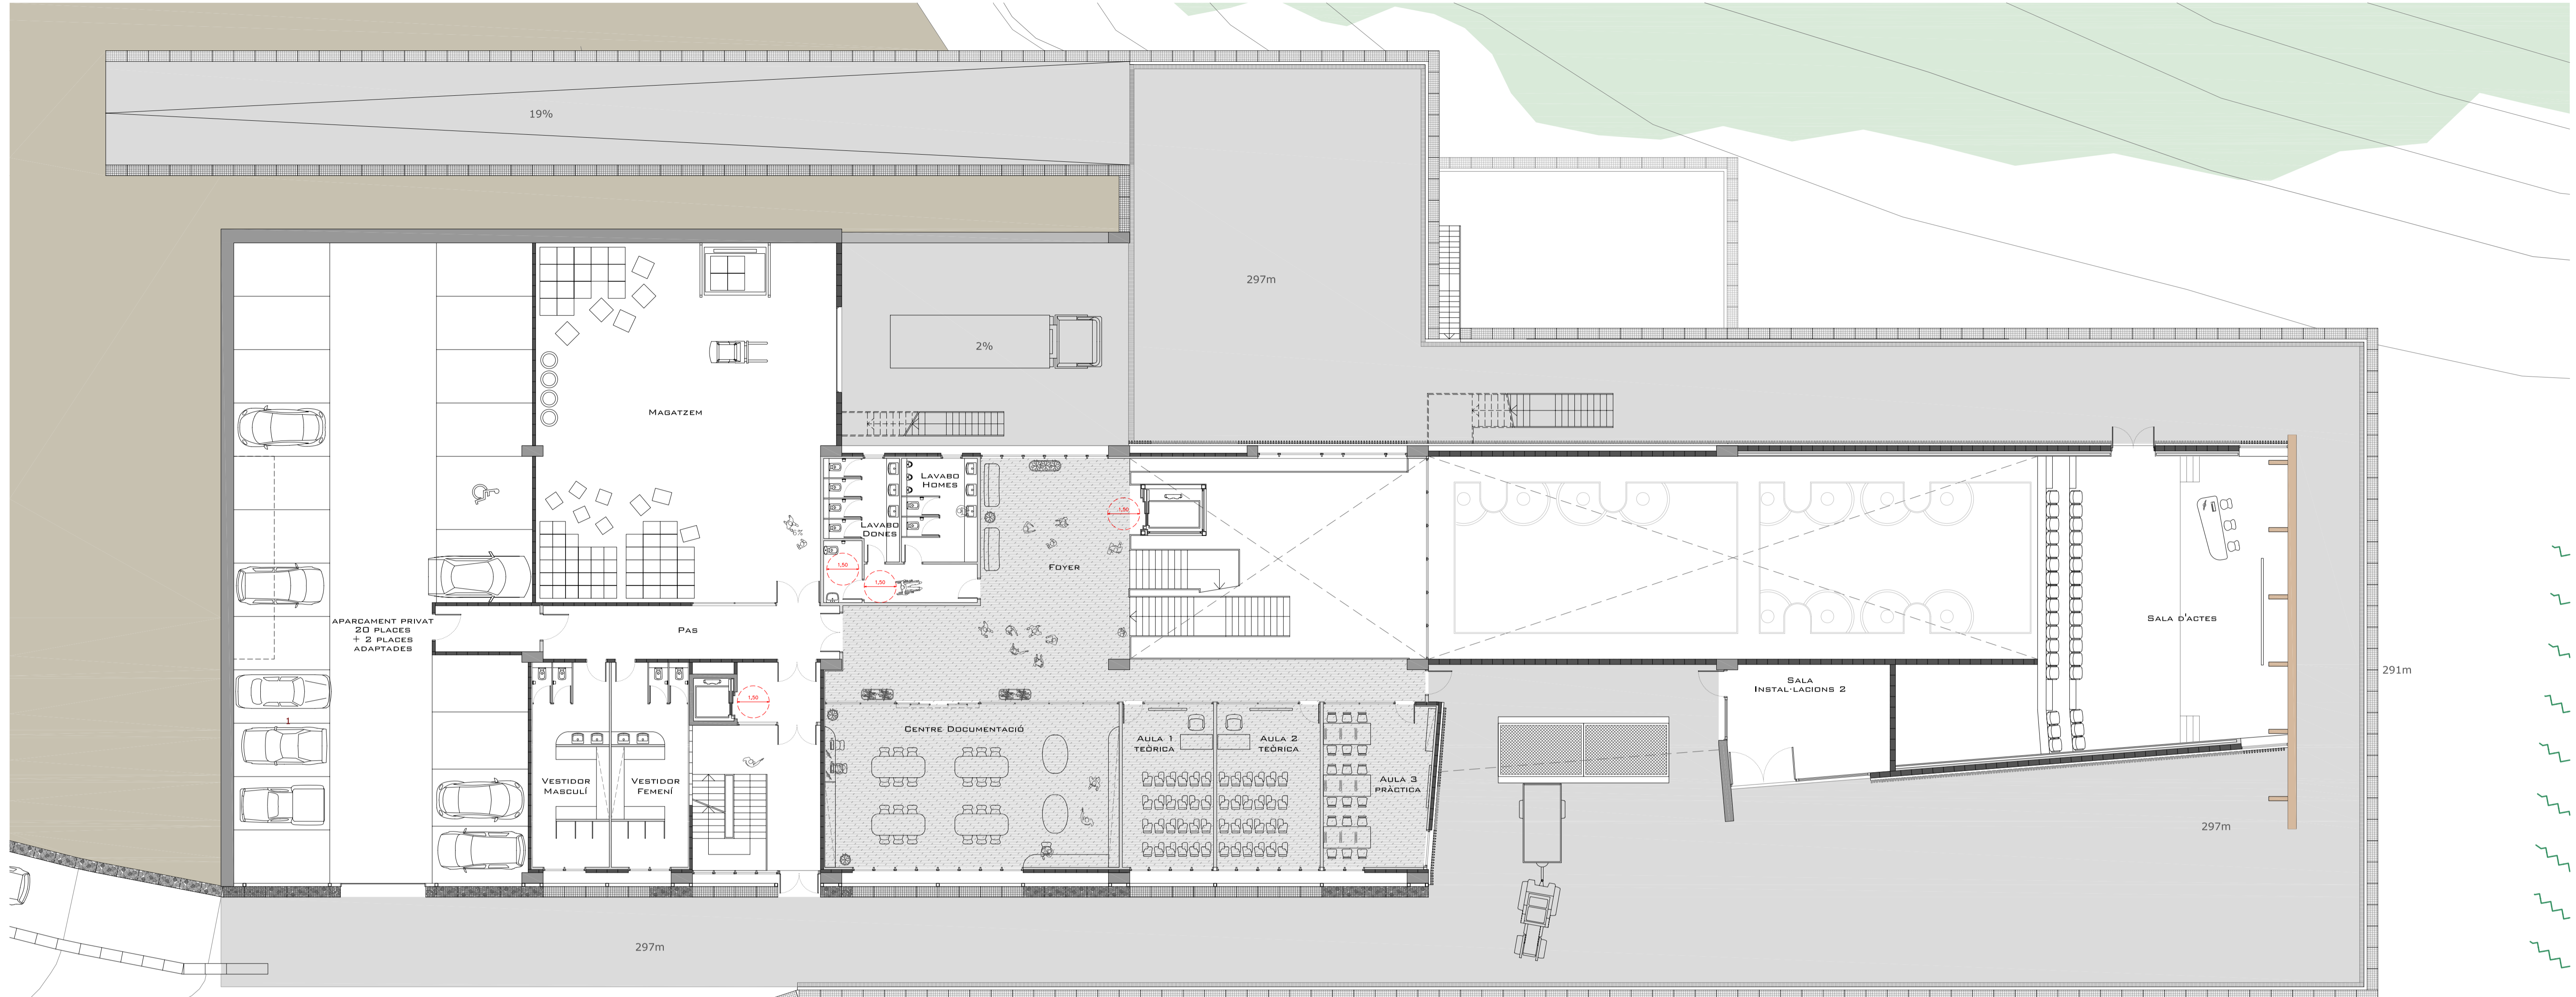 19%
297m
2%
MAGATZEM
LAVABO
HOMES
LAVABO
DONES
1,50
1,50
1,50
FOYER
APARCAMENT PRIVAT
20 PLACES
+ 2 PLACES
ADAPTADES
PAS
SALA D'ACTES
SALA
INSTAL·LACIONS 2
291m
1,50
1
CENTRE DOCUMENTACIÓ
AULA 1
TEÒRICA
AULA 2
TEÒRICA
AULA 3
PRÀCTICA
VESTIDOR
MASCULÍ
VESTIDOR
FEMENÍ
297m
297m